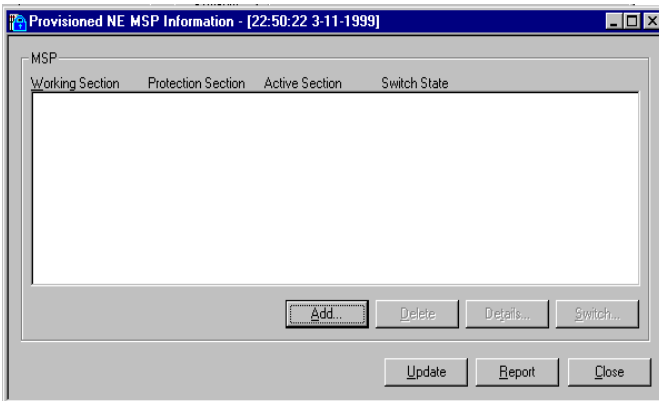 Provisioned NE MSP Information - [22:50:22 3-11-1999]
MSP
Working Section Protection Section Active Section Switch State
Add... Delete Details... Switch...
Update Report Close